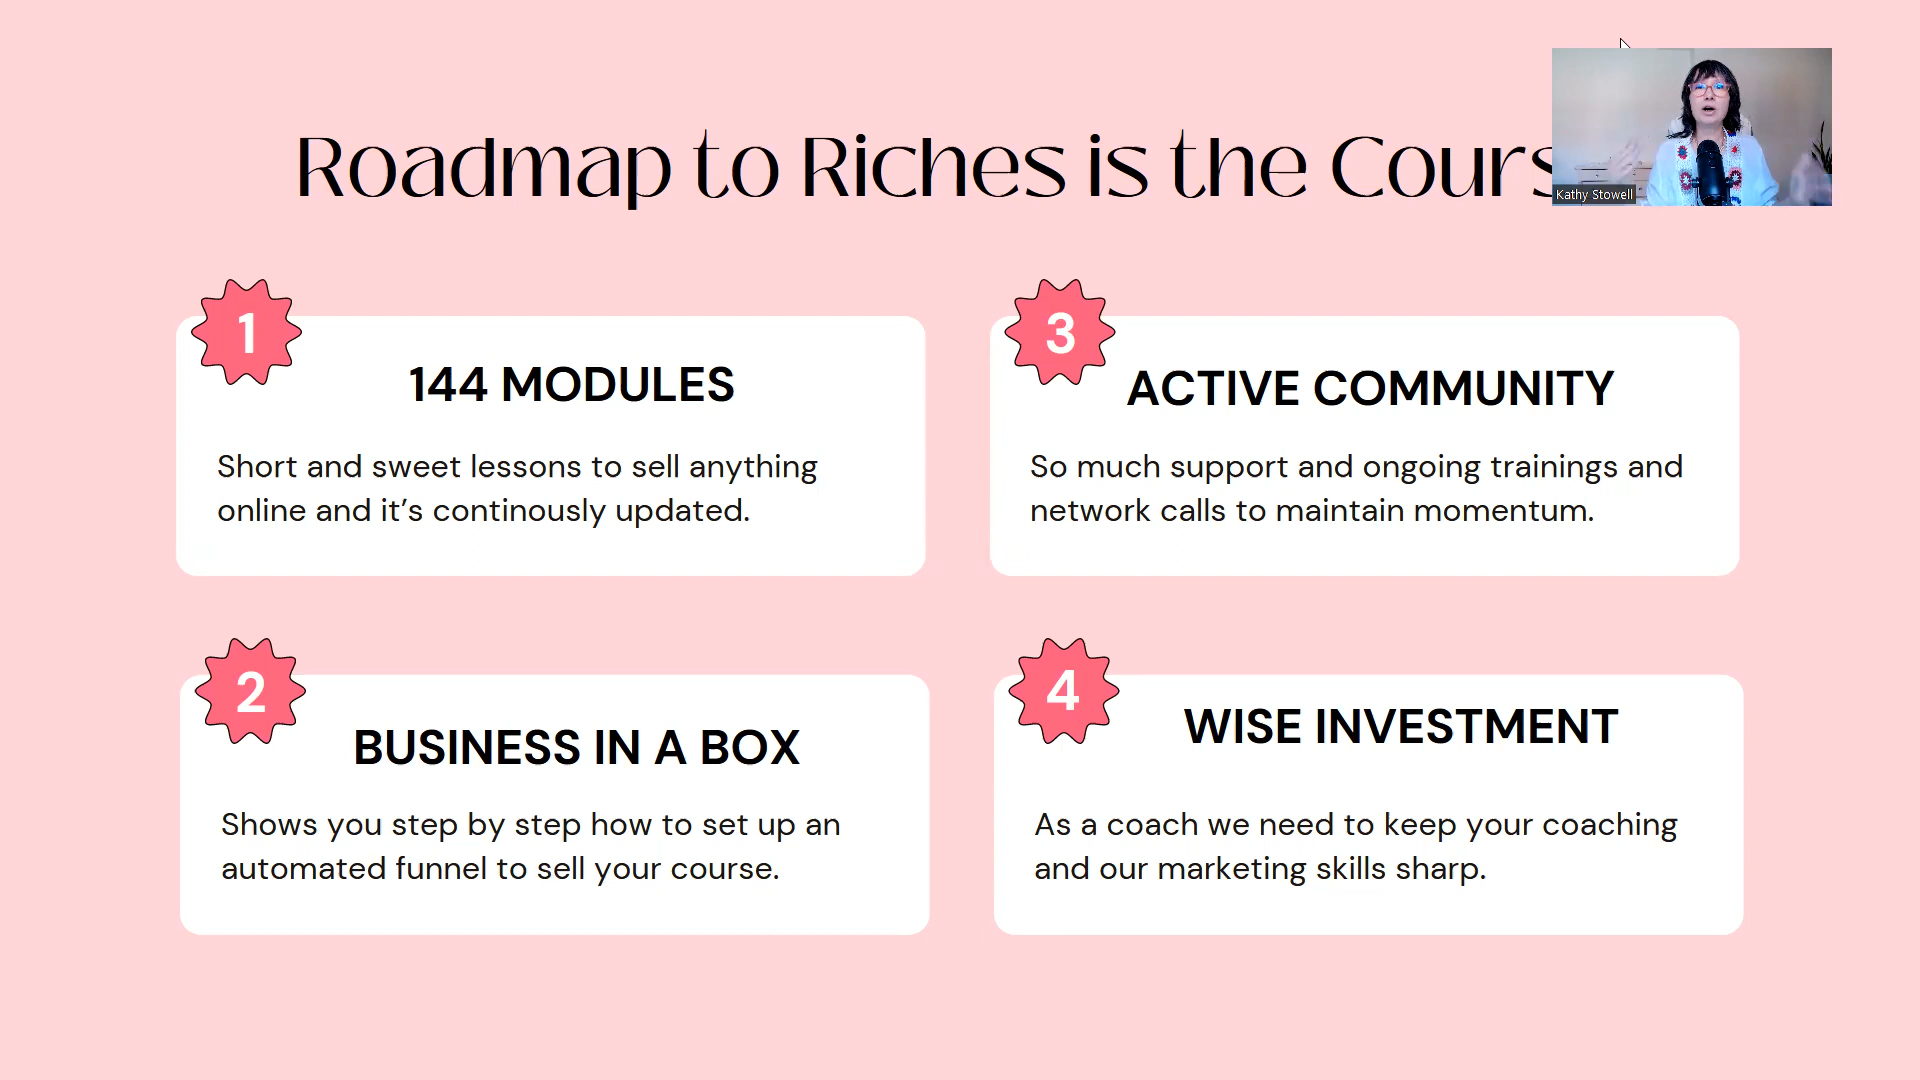 Roadmap to Riches is the Cours
Kathy Stowell
1
144 MODULES
Short and sweet lessons to sell anything
online and it’s continously updated.
2
BUSINESS IN A BOX
Shows you step by step how to set up an
automated funnel to sell your course.
3
ACTIVE COMMUNITY
So much support and ongoing trainings and
network calls to maintain momentum.
4
WISE INVESTMENT
As a coach we need to keep your coaching
and our marketing skills sharp.